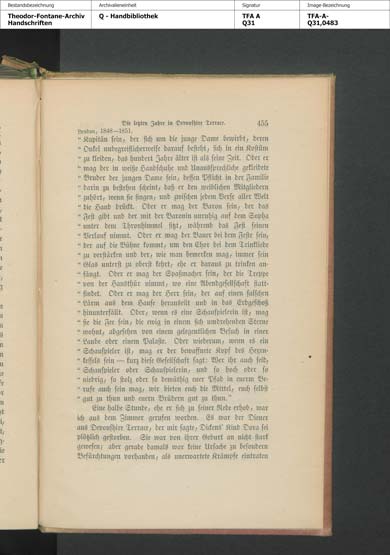 Bestandsbezeichnung
Archivalieneinheit
Signatur
Image-Bezeichnung
Theodor-Fontane-Archiv
Handschriften
Q - Handbibliothek
TFA A
Q31
TFA-A-
Q31,0483
Die letzten Jahre in Devonshire Terrace. 455
London, 1848—1851.
" Kapitän sein, der sich um die junge Dame bewirbt, deren
" Onkel unbegreiflicherweise darauf besteht, sich in ein Kostüm
" zu kleiden, das hundert Jahre älter ist als seine Zeit. Oder er
" mag der in weiße Handschuhe und Unaussprechliche gekleidete
" Bruder der jungen Dame sein, dessen Pflicht in der Familie
" darin zu bestehen scheint, daß er den weiblichen Mitgliedern
" zuhört, wenn sie singen, und zwischen jedem Verse aller Welt
" die Hand drückt. Oder er mag der Baron sein, der das
" Fest gibt und der mit der Baronin unruhig auf dem Sopha
" unter dem Thronhimmel sitzt, während das Fest seinen
" Verlauf nimmt. Oder er mag der Bauer bei dem Feste sein,
" der auf die Bühne kommt, um den Chor bei dem Trinkliede
" zu verstärken und der, wie man bemerken mag, immer sein
" Glas unterst zu oberst kehrt, ehe er daraus zu trinken an-
" fängt. Oder er mag der Spaßmacher sein, der die Treppe
" von der Hausthür nimmt, wo eine Abendgesellschaft statt-
" findet. Oder er mag der Herr sein, der auf einen falschen
" Lärm aus dem Hause herausstellt und in das Erdgeschoß
" hinunterfällt. Oder, wenn es eine Schauspielerin ist, mag
" sie die Fee sein, die ewig in einem sich umdrehenden Sterne
" wohnt, abgesehen von einem gelegentlichen Besuch in einer
" Laube oder einem Palaste. Oder wiederum, wenn es ein
" Schauspieler ist, mag er der bewaffnete Kopf des Hexen-
" kessels sein — kurz diese Gesellschaft sagt: Wer ihr auch seid,
" Schauspieler oder Schauspielerin, und so hoch oder so
" niedrig, so stolz oder so demüthig euer Pfad in eurem Be-
" rufe auch sein mag, wir bieten euch die Mittel, euch selbst
" gut zu thun und euern Brüdern gut zu thun."
Eine halbe Stunde, ehe er sich zu seiner Rede erhob, war
ich aus dem Zimmer gerufen worden. Es war der Diener
aus Devonshire Terrace, der mir sagte, Dickens' Kind Dora sei
plötzlich gestorben. Sie war von ihrer Geburt an nicht stark
gewesen; aber gerade damals war keine Ursache zu besondern
Befürchtungen vorhanden, als unerwartete Krämpfe eintraten